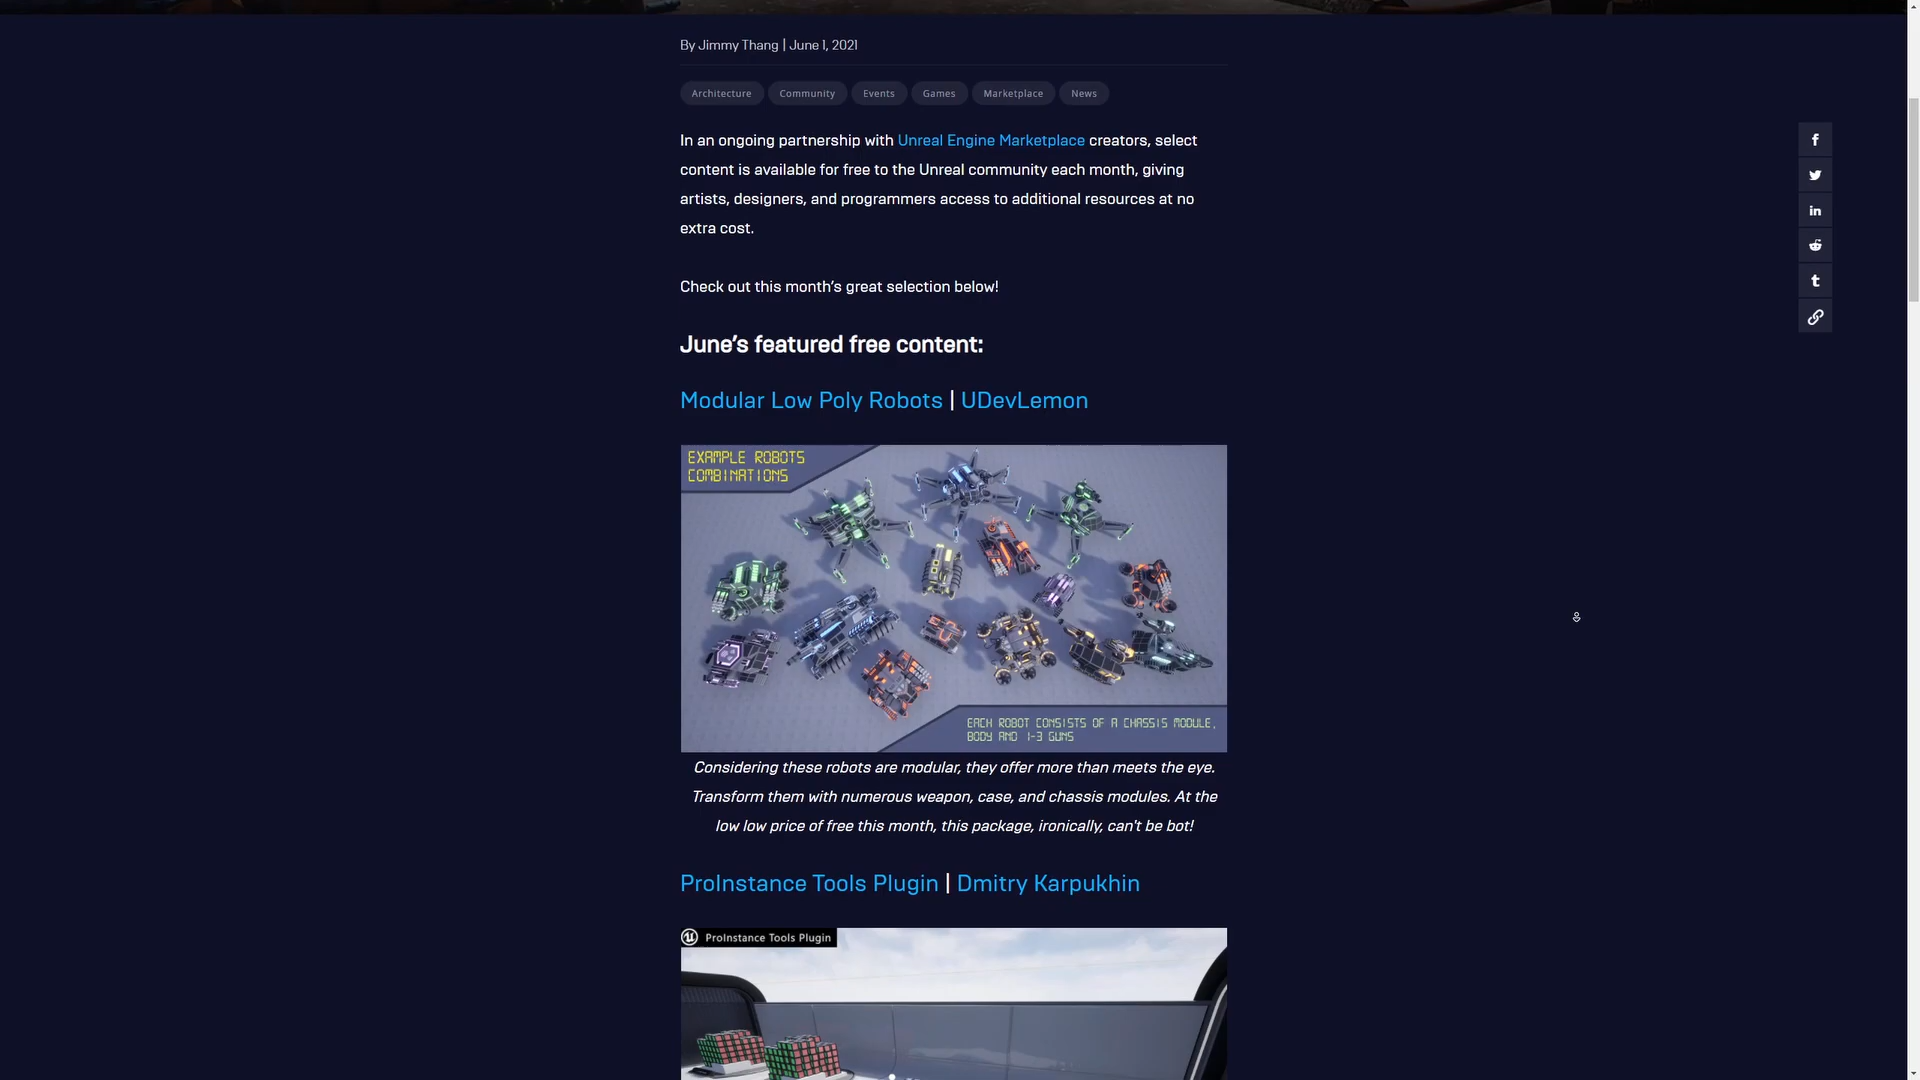 By Jimmy Thang | June 1, 2021
Architecture
Community
Events
Games
Marketplace
News
In an ongoing partnership with Unreal Engine Marketplace creators, select
content is available for free to the Unreal community each month, giving
artists, designers, and programmers access to additional resources at no
extra cost.
Check out this month’s great selection below!
June’s featured free content:
Modular Low Poly Robots | UDevLemon
EXAMPLE ROBOTS
COMBINATIONS
EACH ROBOT CONSISTS OF A CHASSIS MODULE,
BODY AND 1-3 GUNS
Considering these robots are modular, they offer more than meets the eye.
Transform them with numerous weapon, case, and chassis modules. At the
low low price of free this month, this package, ironically, can't be bot!
ProInstance Tools Plugin | Dmitry Karpukhin
ProInstance Tools Plugin